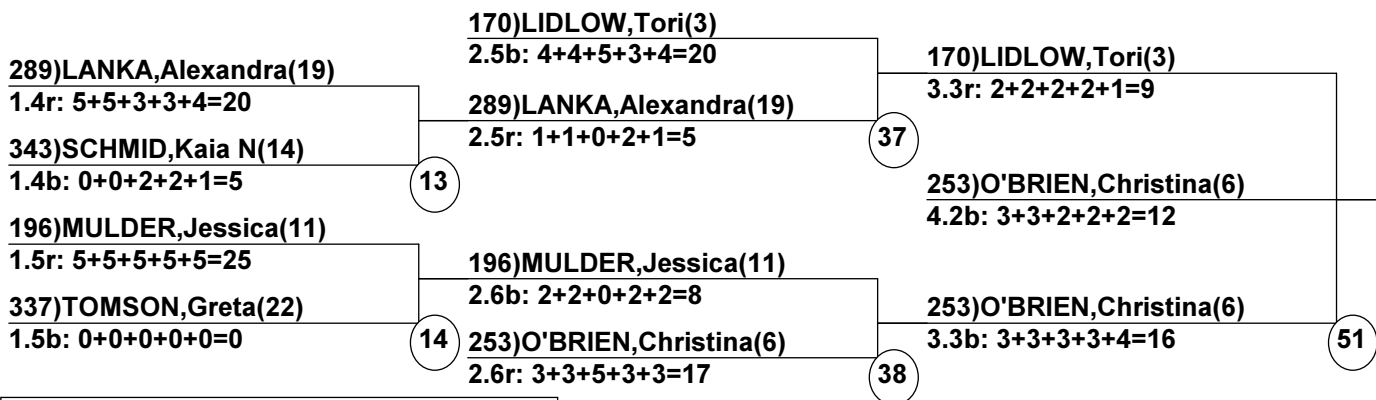 289)LANKA,Alexandra(19)
1.4r: 5+5+3+3+4=20
343)SCHMID,Kaia N(14)
1.4b: 0+0+2+2+1=5
13
196)MULDER,Jessica(11)
1.5r: 5+5+5+5+5=25
337)TOMSON,Greta(22)
1.5b: 0+0+0+0+0=0
14
170)LIDLOW,Tori(3)
2.5b: 4+4+5+3+4=20
289)LANKA,Alexandra(19)
2.5r: 1+1+0+2+1=5
37
196)MULDER,Jessica(11)
2.6b: 2+2+0+2+2=8
253)O'BRIEN,Christina(6)
2.6r: 3+3+5+3+3=17
38
170)LIDLOW,Tori(3)
3.3r: 2+2+2+2+1=9
253)O'BRIEN,Christina(6)
4.2b: 3+3+2+2+2=12
253)O'BRIEN,Christina(6)
3.3b: 3+3+3+3+4=16
51